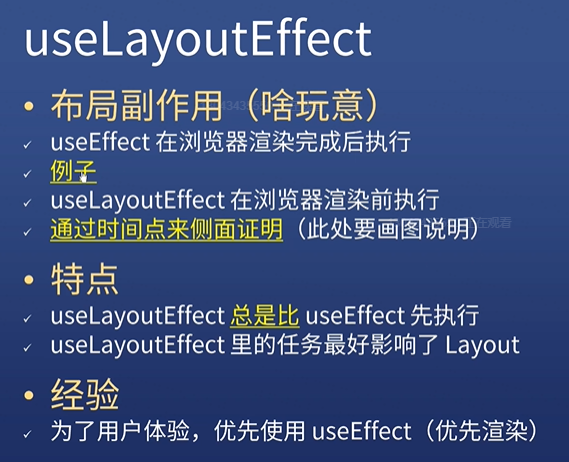 useLayoutEffect
布局副作用（啥玩意）
useEffect 在浏览器渲染完成后执行
例子
useLayoutEffect 在浏览器渲染前执行
通过时间点来侧面证明（此处要画图说明）
在观看
特点
useLayoutEffect 总是比 useEffect 先执行
useLayoutEffect 里的任务最好影响了 Layout
经验
为了用户体验，优先使用 useEffect（优先渲染）